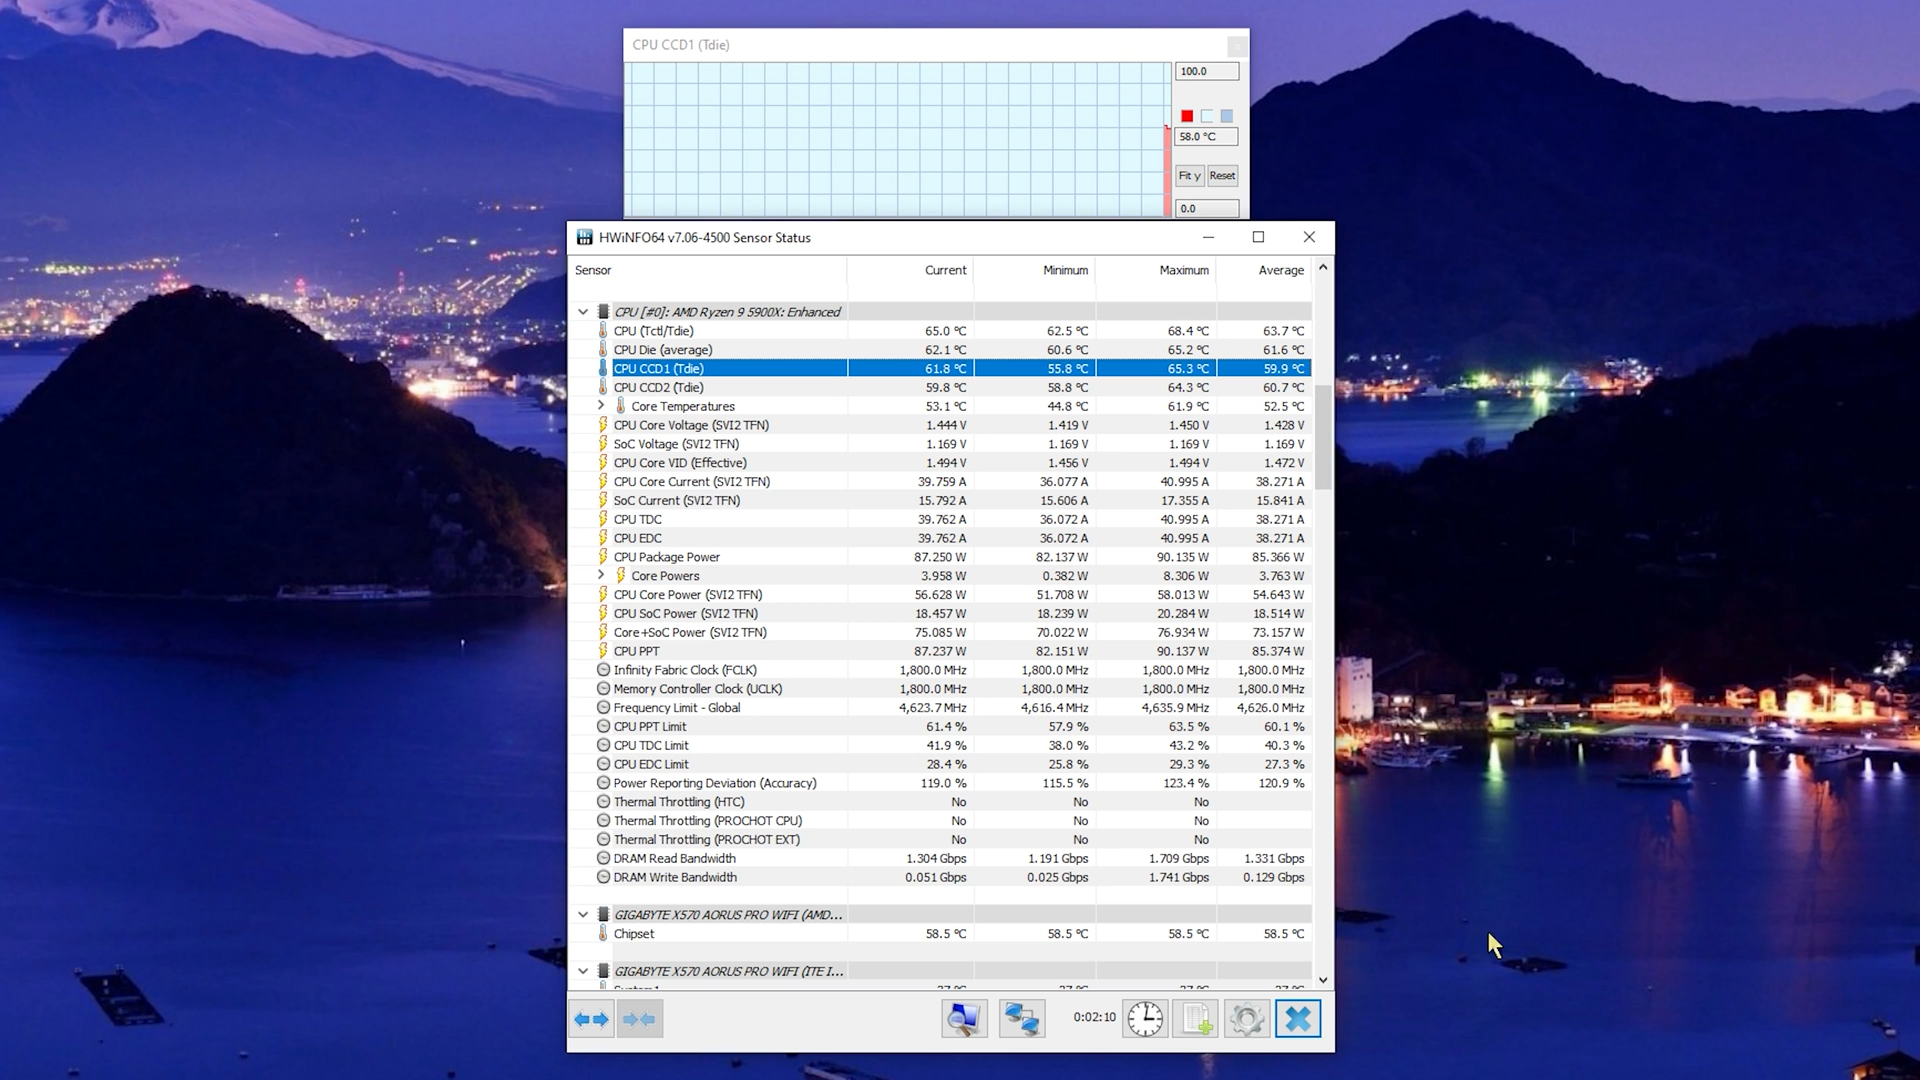 CPU CCD1 (Tdie)
100.0
58.0 °C
Fit y Reset
0.0
HWiNFO64 v7.06-4500 Sensor Status
Sensor Current Minimum Maximum Average
CPU [#0]: AMD Ryzen 9 5900X: Enhanced
CPU (Tctl/Tdie) 65.0 °C 62.5 °C 68.4 °C 63.7 °C
CPU Die (average) 62.1 °C 60.6 °C 65.2 °C 61.6 °C
CPU CCD1 (Tdie) 61.8 °C 55.8 °C 65.3 °C 59.9 °C
CPU CCD2 (Tdie) 59.8 °C 58.8 °C 64.3 °C 60.7 °C
Core Temperatures 53.1 °C 44.8 °C 61.9 °C 52.5 °C
CPU Core Voltage (SVI2 TFN) 1.444 V 1.419 V 1.450 V 1.428 V
SoC Voltage (SVI2 TFN) 1.169 V 1.169 V 1.169 V 1.169 V
CPU Core VID (Effective) 1.494 V 1.456 V 1.494 V 1.472 V
CPU Core Current (SVI2 TFN) 39.759 A 36.077 A 40.995 A 38.271 A
SoC Current (SVI2 TFN) 15.792 A 15.606 A 17.355 A 15.841 A
CPU TDC 39.762 A 36.072 A 40.995 A 38.271 A
CPU EDC 39.762 A 36.072 A 40.995 A 38.271 A
CPU Package Power 87.250 W 82.137 W 90.135 W 85.366 W
Core Powers 3.958 W 0.382 W 8.306 W 3.763 W
CPU Core Power (SVI2 TFN) 56.628 W 51.708 W 58.013 W 54.643 W
CPU SoC Power (SVI2 TFN) 18.457 W 18.239 W 20.284 W 18.514 W
Core+SoC Power (SVI2 TFN) 75.085 W 70.022 W 76.934 W 73.157 W
CPU PPT 87.237 W 82.151 W 90.137 W 85.374 W
Infinity Fabric Clock (FCLK) 1,800.0 MHz 1,800.0 MHz 1,800.0 MHz 1,800.0 MHz
Memory Controller Clock (UCLK) 1,800.0 MHz 1,800.0 MHz 1,800.0 MHz 1,800.0 MHz
Frequency Limit - Global 4,623.7 MHz 4,616.4 MHz 4,635.9 MHz 4,626.0 MHz
CPU PPT Limit 61.4 % 57.9 % 63.5 % 60.1 %
CPU TDC Limit 41.9 % 38.0 % 43.2 % 40.3 %
CPU EDC Limit 28.4 % 25.8 % 29.3 % 27.3 %
Power Reporting Deviation (Accuracy) 119.0 % 115.5 % 123.4 % 120.9 %
Thermal Throttling (HTC) No No No
Thermal Throttling (PROCHOT CPU) No No No
Thermal Throttling (PROCHOT EXT) No No No
DRAM Read Bandwidth 1.304 Gbps 1.191 Gbps 1.709 Gbps 1.331 Gbps
DRAM Write Bandwidth 0.051 Gbps 0.025 Gbps 1.741 Gbps 0.129 Gbps
GIGABYTE X570 AORUS PRO WIFI (AMD...
Chipset 58.5 °C 58.5 °C 58.5 °C 58.5 °C
GIGABYTE X570 AORUS PRO WIFI (ITE I...
0:02:10